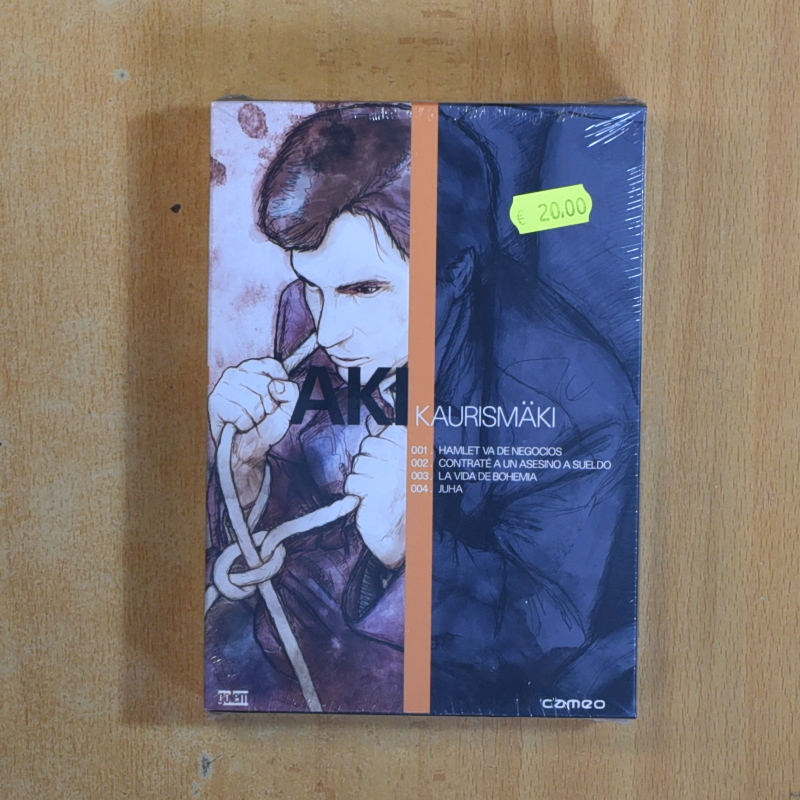 € 20.00
AKI KAURISMÄKI
001. HAMLET VA DE NEGOCIOS
002. CONTRATÉ A UN ASESINO A SUELDO
003. LA VIDA DE BOHEMIA
004. JUHA
golem
cameo